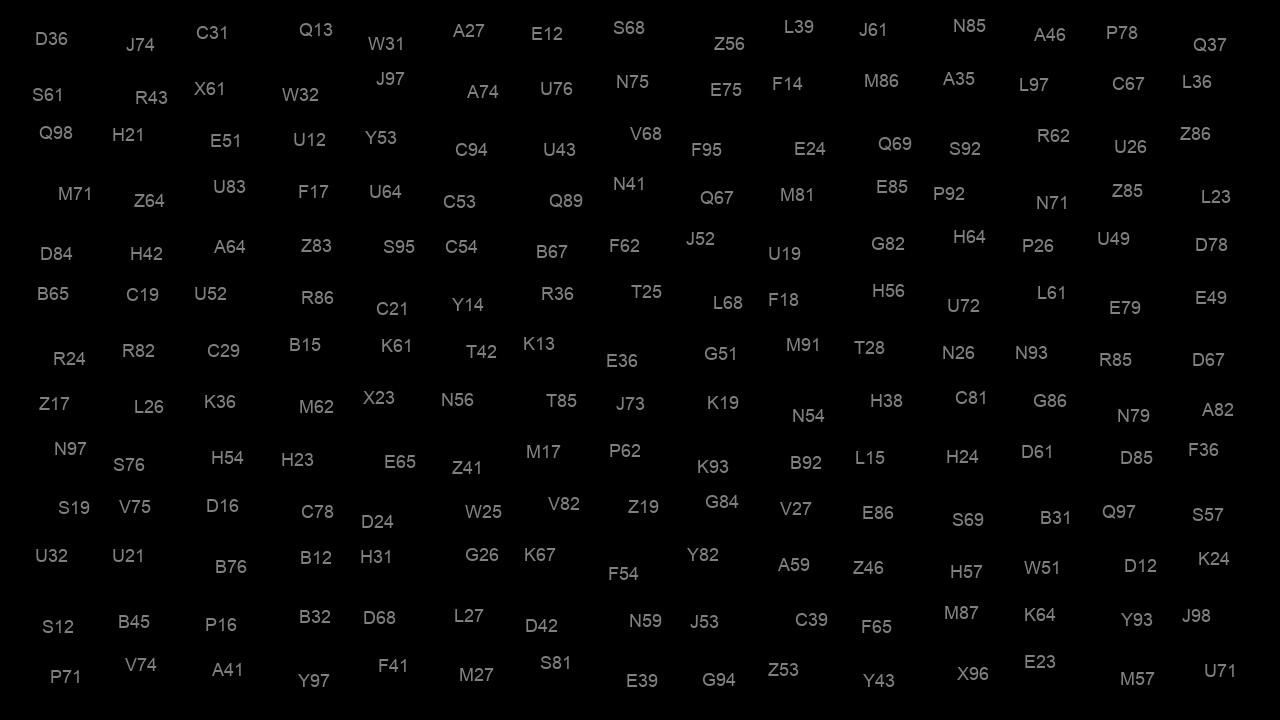 D36 J74 C31 Q13 W31 A27 E12 S68 Z56 L39 J61 N85 A46 P78 Q37
S61 R43 X61 W32 J97 A74 U76 N75 E75 F14 M86 A35 L97 C67 L36
Q98 H21 E51 U12 Y53 C94 U43 V68 F95 E24 Q69 S92 R62 U26 Z86
M71 Z64 U83 F17 U64 C53 Q89 N41 Q67 M81 E85 P92 N71 Z85 L23
D84 H42 A64 Z83 S95 C54 B67 F62 J52 U19 G82 H64 P26 U49 D78
B65 C19 U52 R86 C21 Y14 R36 T25 L68 F18 H56 U72 L61 E79 E49
R24 R82 C29 B15 K61 T42 K13 E36 G51 M91 T28 N26 N93 R85 D67
Z17 L26 K36 M62 X23 N56 T85 J73 K19 N54 H38 C81 G86 N79 A82
N97 S76 H54 H23 E65 Z41 M17 P62 K93 B92 L15 H24 D61 D85 F36
S19 V75 D16 C78 D24 W25 V82 Z19 G84 V27 E86 S69 B31 Q97 S57
U32 U21 B76 B12 H31 G26 K67 F54 Y82 A59 Z46 H57 W51 D12 K24
S12 B45 P16 B32 D68 L27 D42 N59 J53 C39 F65 M87 K64 Y93 J98
P71 V74 A41 Y97 F41 M27 S81 E39 G94 Z53 Y43 X96 E23 M57 U71